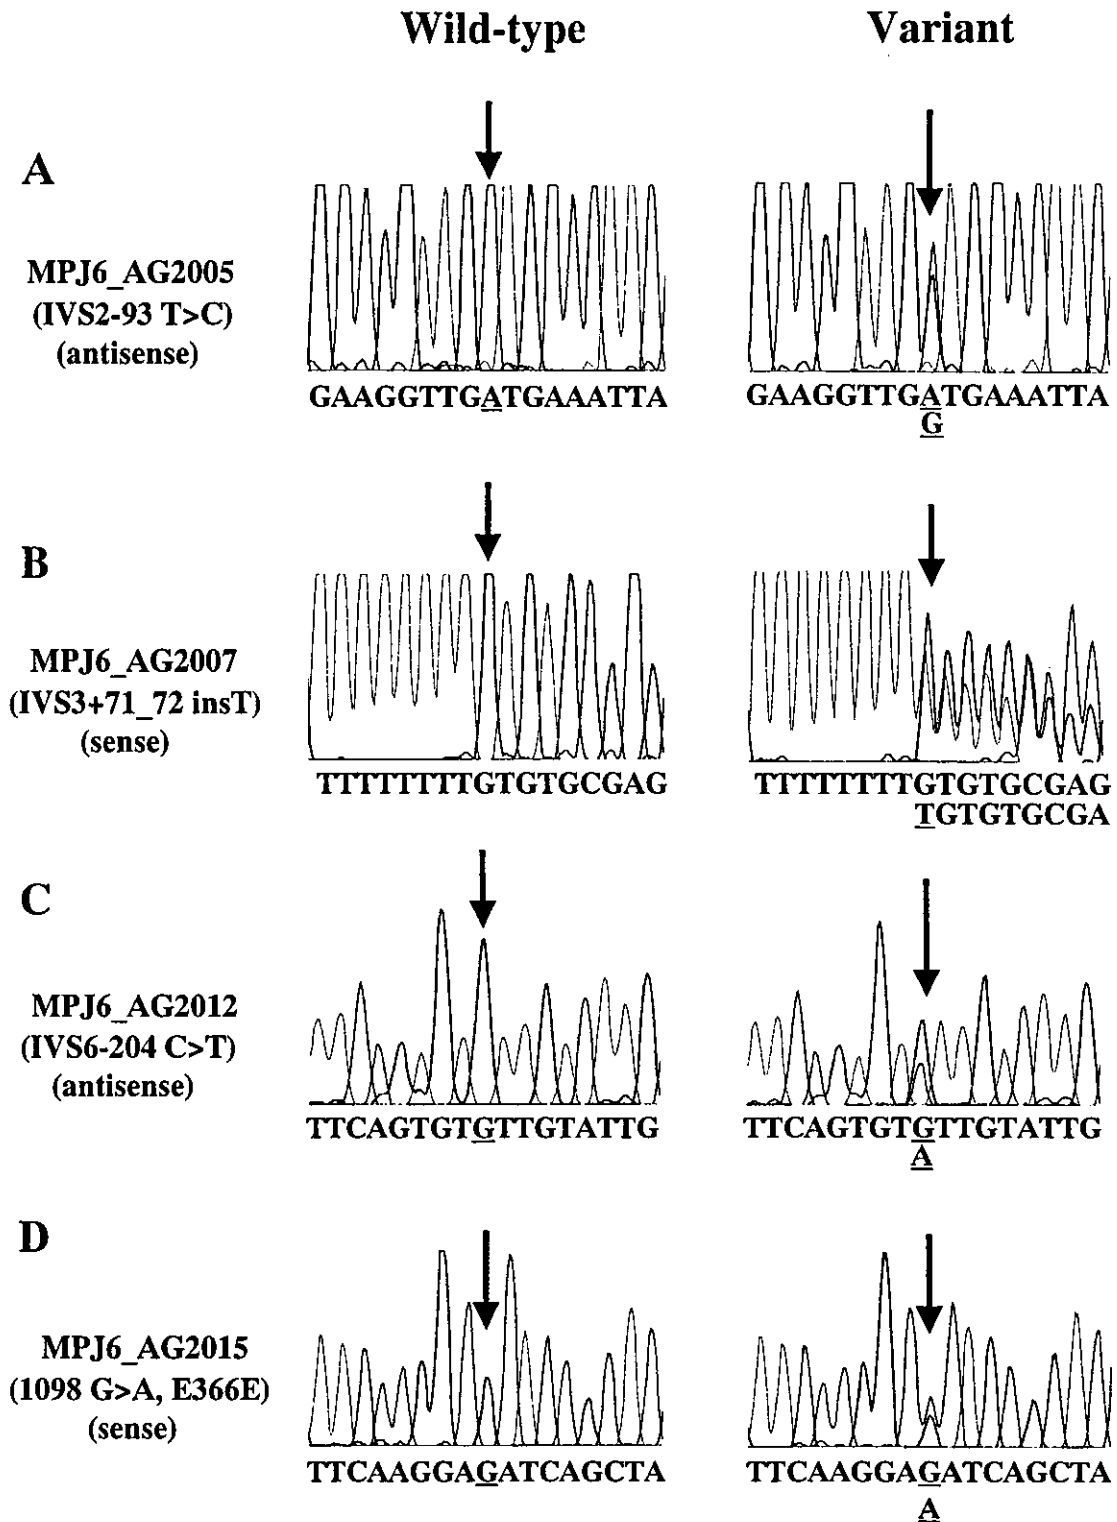 Wild-type Variant
A
MPJ6_AG2005
(IVS2-93 T>C)
(antisense)
GAAGGTTGATGAAATTA GAAGGTTGATGAAATTA
G
B
MPJ6_AG2007
(IVS3+71_72 insT)
(sense)
TTTTTTTTGTGTGCGAG TTTTTTTTGTGTGCGAG
TGTGTGCGA
C
MPJ6_AG2012
(IVS6-204 C>T)
(antisense)
TTCAGTGTGTTGTATTG TTCAGTGTGTTGTATTG
A
D
MPJ6_AG2015
(1098 G>A, E366E)
(sense)
TTCAAGGAGATCAGCTA TTCAAGGAGATCAGCTA
A